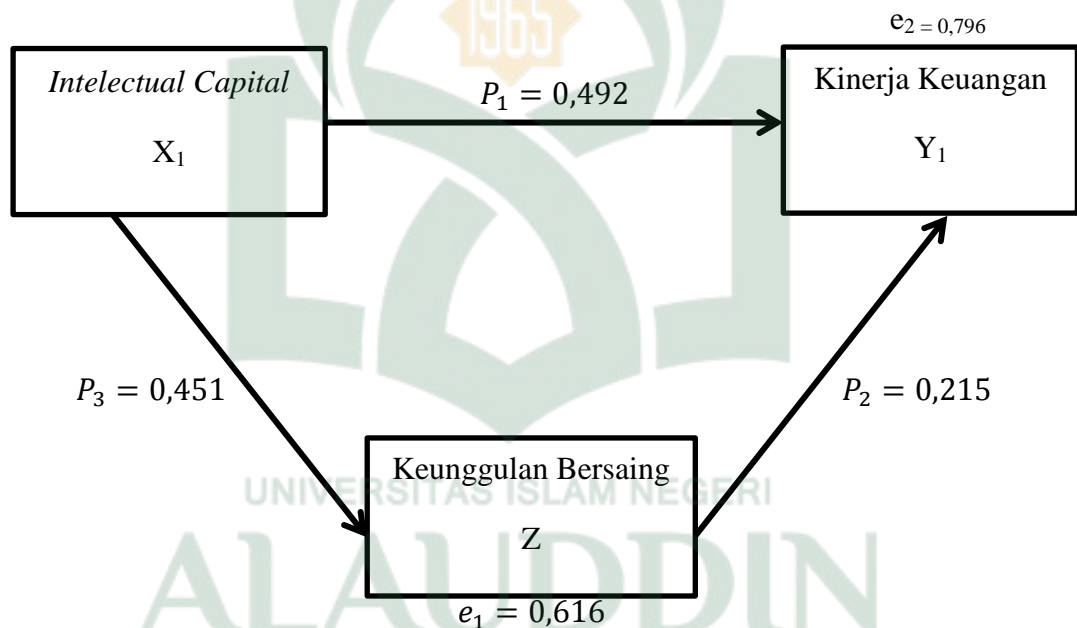 1965
e₂ = 0,796
Intelectual Capital
X₁
P₁ = 0,492
Kinerja Keuangan
Y₁
P₃ = 0,451
P₂ = 0,215
Keunggulan Bersaing
Z
UNIVERSITAS ISLAM NEGERI
ALAUDDIN
e₁ = 0,616